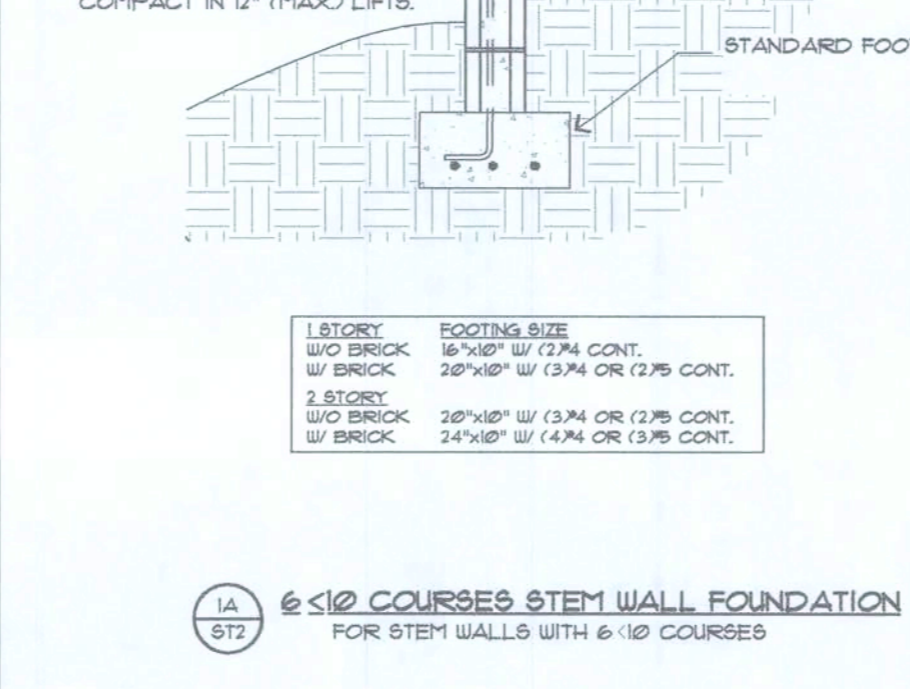 COMPACT IN 12" (MAX.) LIFTS.
STANDARD FOO
1 STORY FOOTING SIZE
W/O BRICK 16"x10" W/ (2)#4 CONT.
W/ BRICK 20"x10" W/ (3)#4 OR (2)#5 CONT.
2 STORY
W/O BRICK 20"x10" W/ (3)#4 OR (2)#5 CONT.
W/ BRICK 24"x10" W/ (4)#4 OR (3)#5 CONT.
1A
ST2
6 <10 COURSES STEM WALL FOUNDATION
FOR STEM WALLS WITH 6<10 COURSES